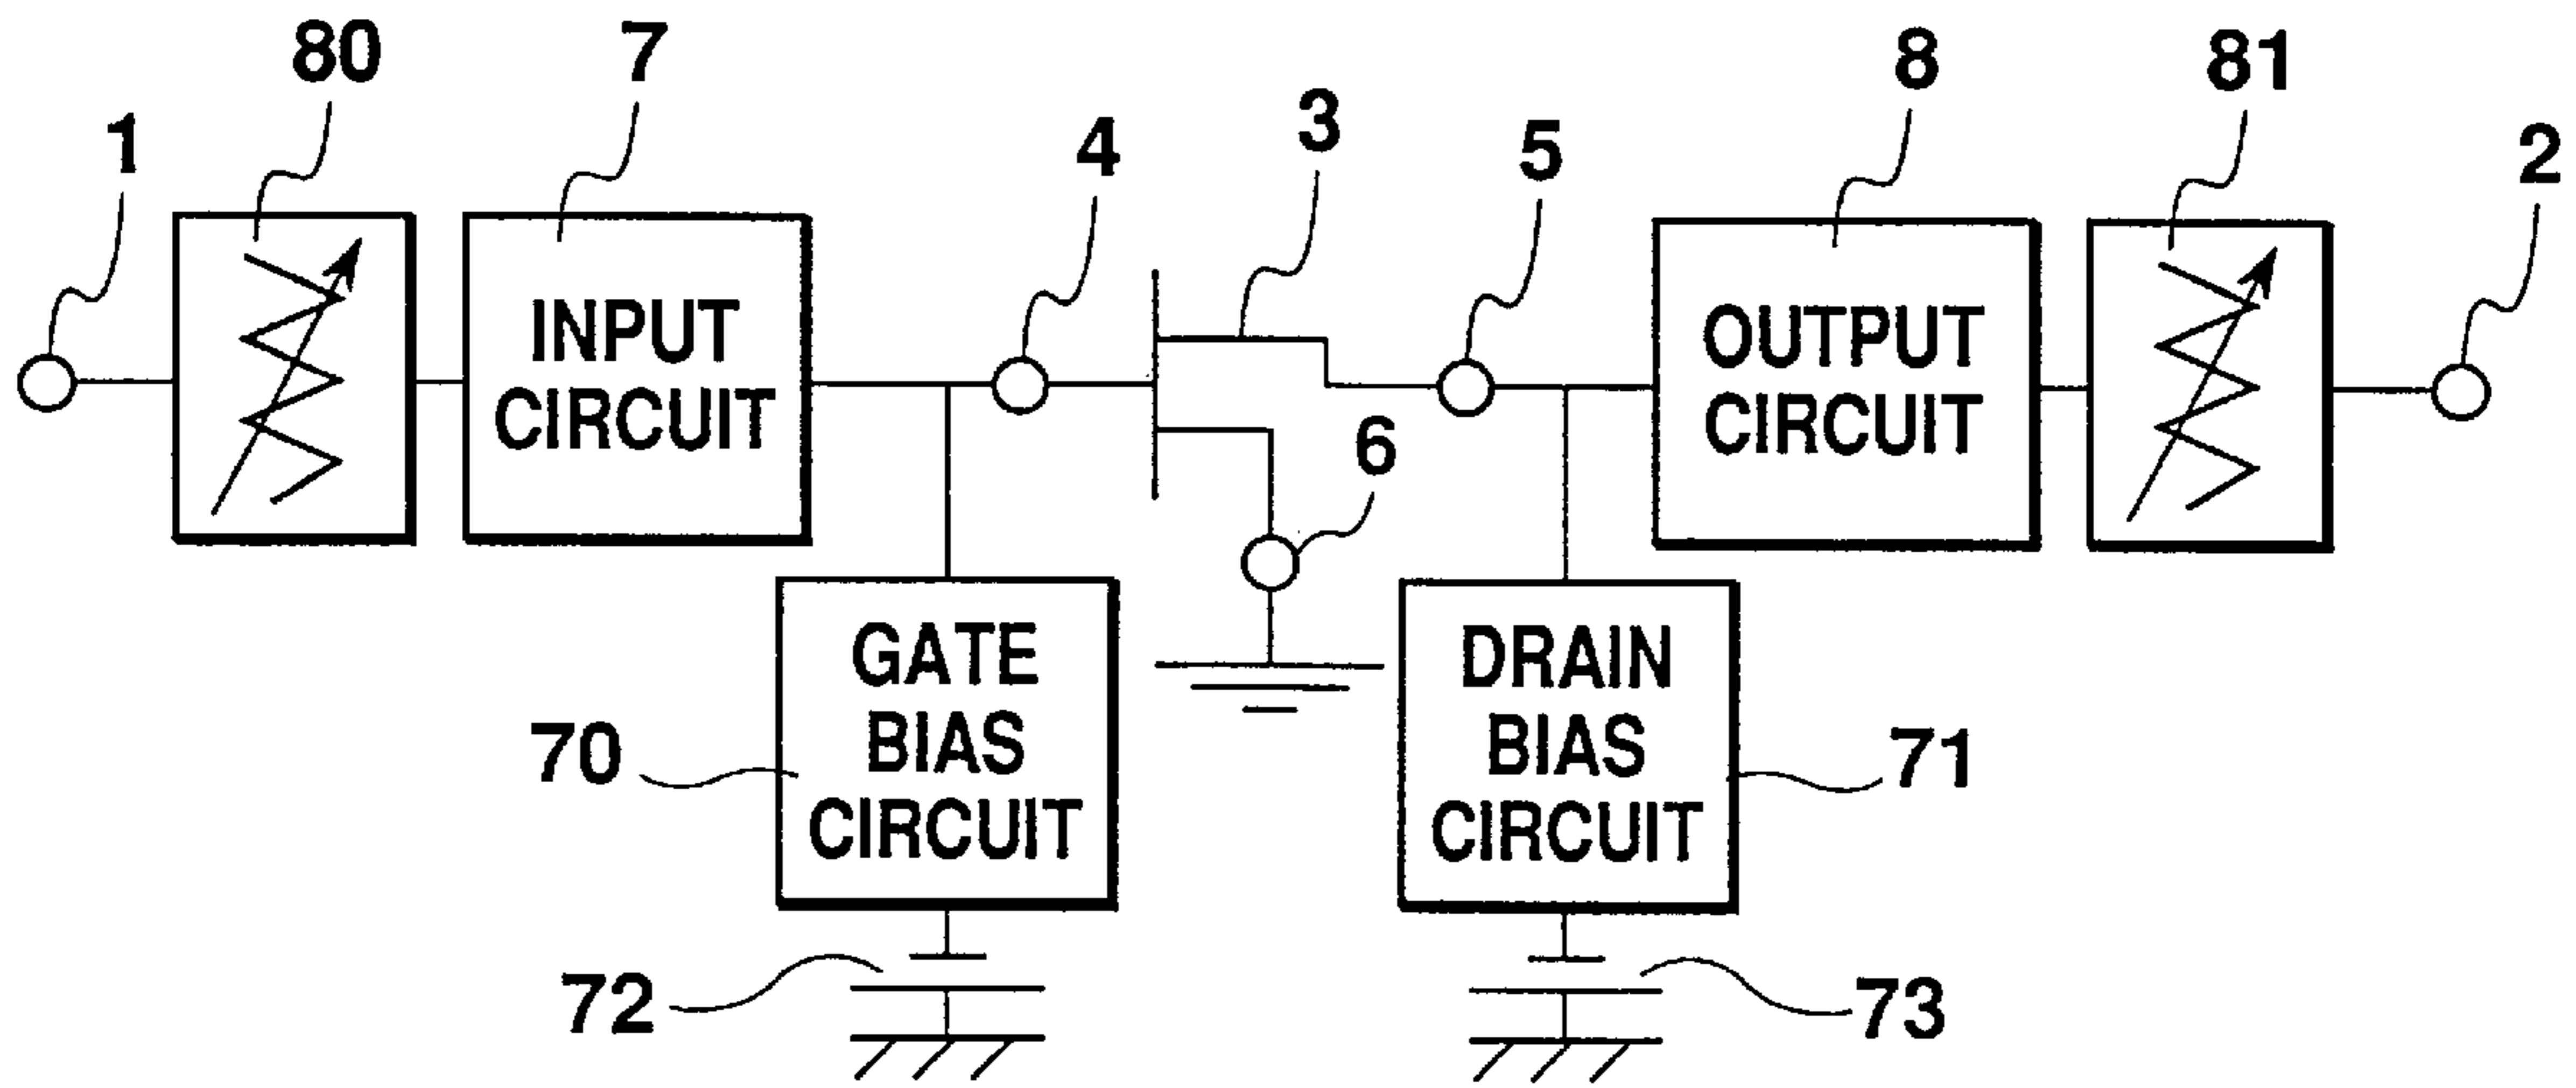 80
7
8
81
1
4
3
5
2
INPUT
CIRCUIT
OUTPUT
CIRCUIT
6
GATE
BIAS
CIRCUIT
DRAIN
BIAS
CIRCUIT
70
71
72
73